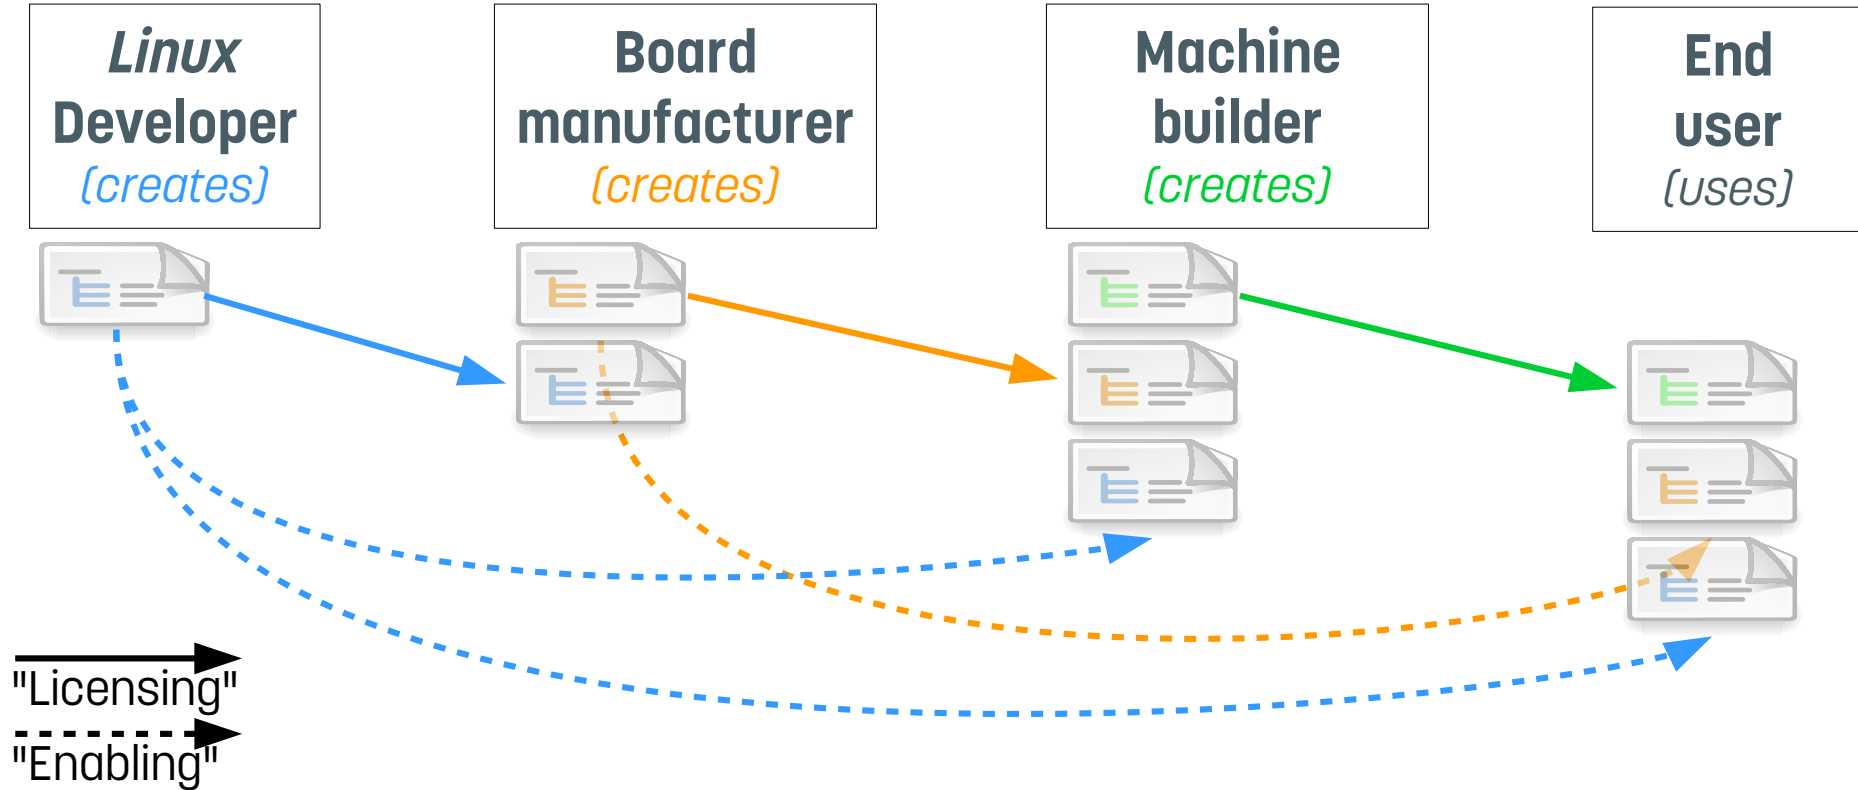 Linux
Developer
(creates)
Board
manufacturer
(creates)
Machine
builder
(creates)
End
user
(uses)
"Licensing"
"Enabling"